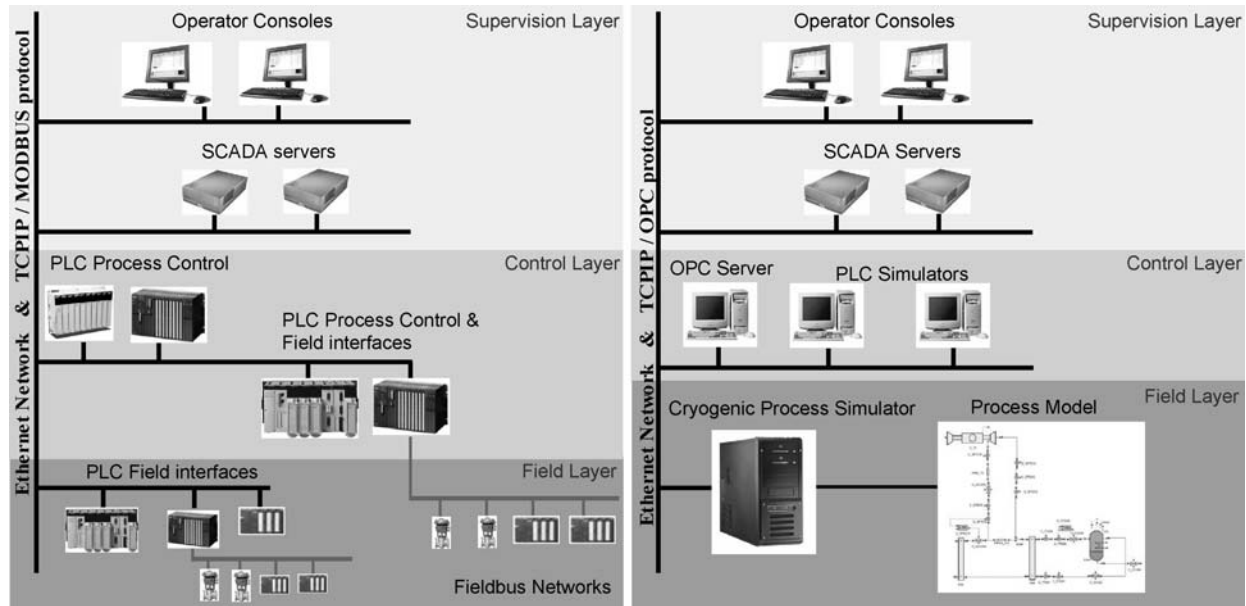 Operator Consoles
Supervision Layer
SCADA servers
PLC Process Control
Control Layer
PLC Process Control &
Field interfaces
PLC Field interfaces
Field Layer
Fieldbus Networks
Ethernet Network & TCPIP / MODBUS protocol
Operator Consoles
Supervision Layer
SCADA Servers
OPC Server
PLC Simulators
Control Layer
Cryogenic Process Simulator
Process Model
Field Layer
Ethernet Network & TCPIP / OPC protocol